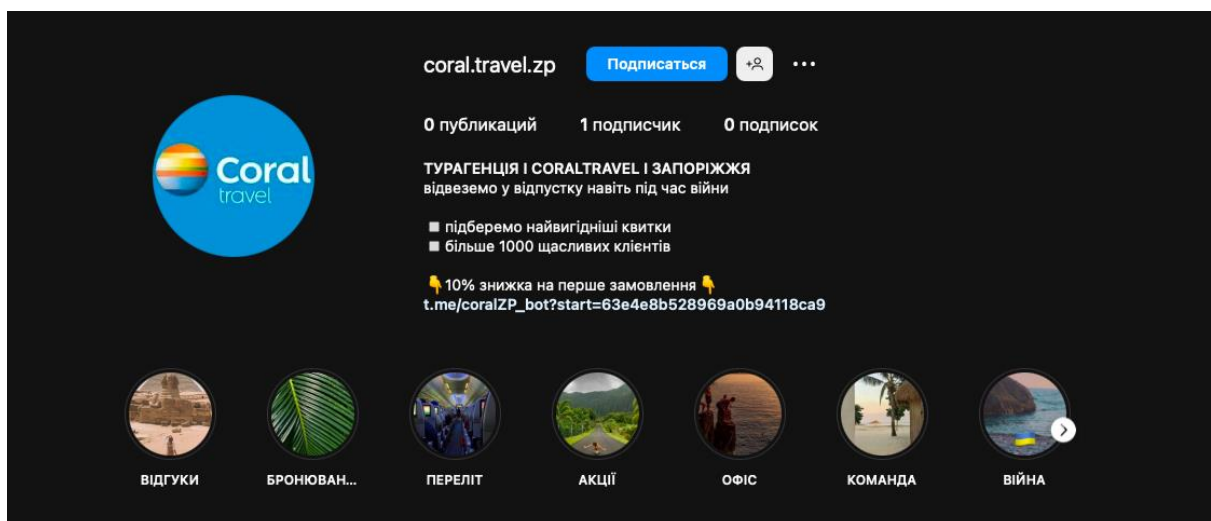 coral.travel.zp
Подписаться
0 публикаций 1 подписчик 0 подписок
Coral
travel
ТУРАГЕНЦІЯ І CORALTRAVEL І ЗАПОРІЖЖЯ
відвеземо у відпустку навіть під час війни
◽ підберемо найвигідніші квитки
◽ більше 1000 щасливих клієнтів
👇10% знижка на перше замовлення👇
t.me/coralZP_bot?start=63e4e8b528969a0b94118ca9
ВІДГУКИ БРОНЮВАН... ПЕРЕЛІТ АКЦІЇ ОФІС КОМАНДА ВІЙНА